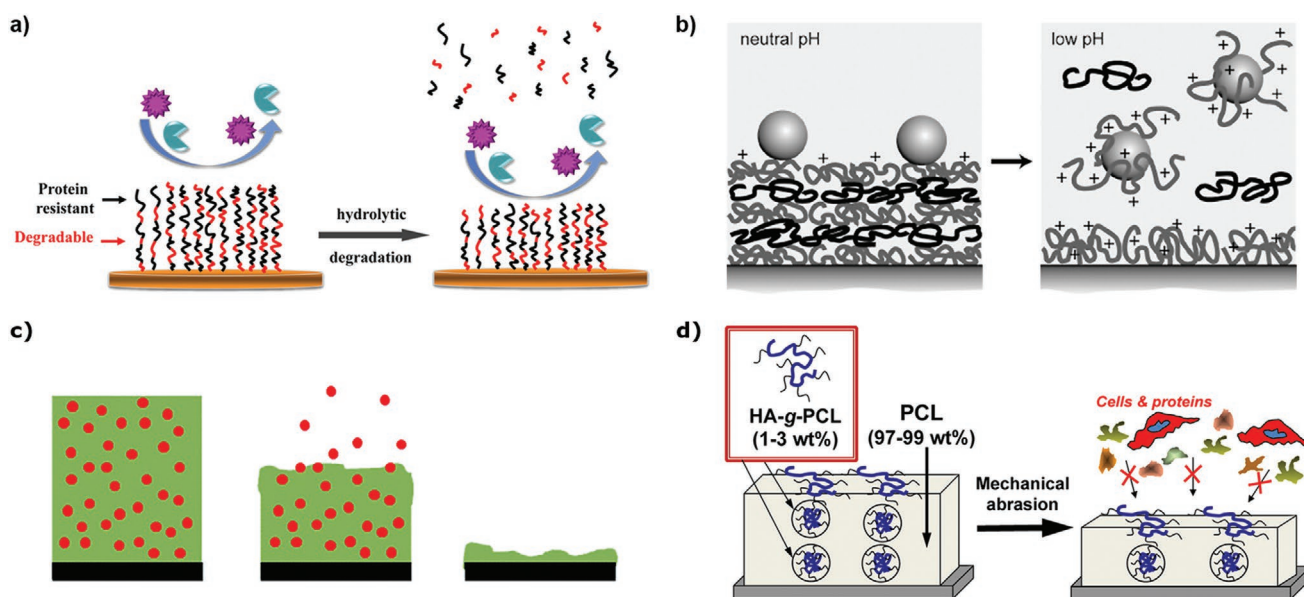 a)
Protein
resistant
Degradable
hydrolytic
degradation
b)
neutral pH
+ + +
low pH
+ + + + + + + + + + + + + + + + + +
c)
d)
HA-g-PCL
(1-3 wt%)
PCL
(97-99 wt%)
Mechanical
abrasion
Cells & proteins